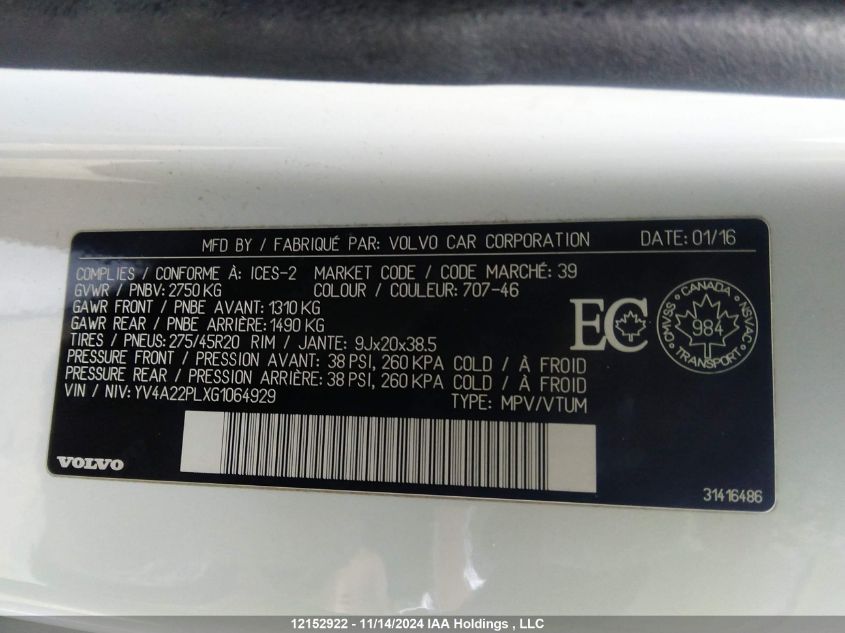 MFD BY / FABRIQUÉ PAR: VOLVO CAR CORPORATION DATE: 01/16
COMPLIES / CONFORME À: ICES-2 MARKET CODE / CODE MARCHÉ: 39
GVWR / PNBV: 2750 KG COLOUR / COULEUR: 707-46
GAWR FRONT / PNBE AVANT: 1310 KG
GAWR REAR / PNBE ARRIÈRE: 1490 KG
TIRES / PNEUS: 275/45R20 RIM / JANTE: 9Jx20x38.5
PRESSURE FRONT / PRESSION AVANT: 38 PSI, 260 KPA COLD / À FROID
PRESSURE REAR / PRESSION ARRIÈRE: 38 PSI, 260 KPA COLD / À FROID
VIN / NIV: YV4A22PLXG1064929 TYPE: MPV/VTUM
EC
CANADA
CMVSS 984 NSVAC
TRANSPORT
VOLVO
31416486
12152922 - 11/14/2024 IAA Holdings , LLC